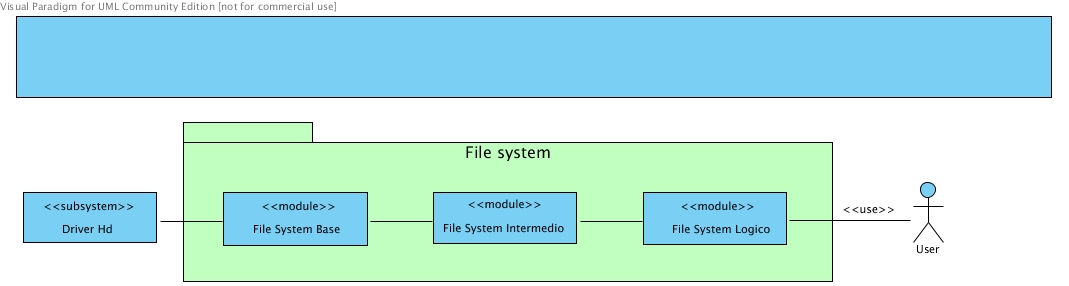 Visual Paradigm for UML Community Edition [not for commercial use]
File system
<<subsystem>>
Driver Hd
<<module>>
File System Base
<<module>>
File System Intermedio
<<module>>
File System Logico
<<use>>
User